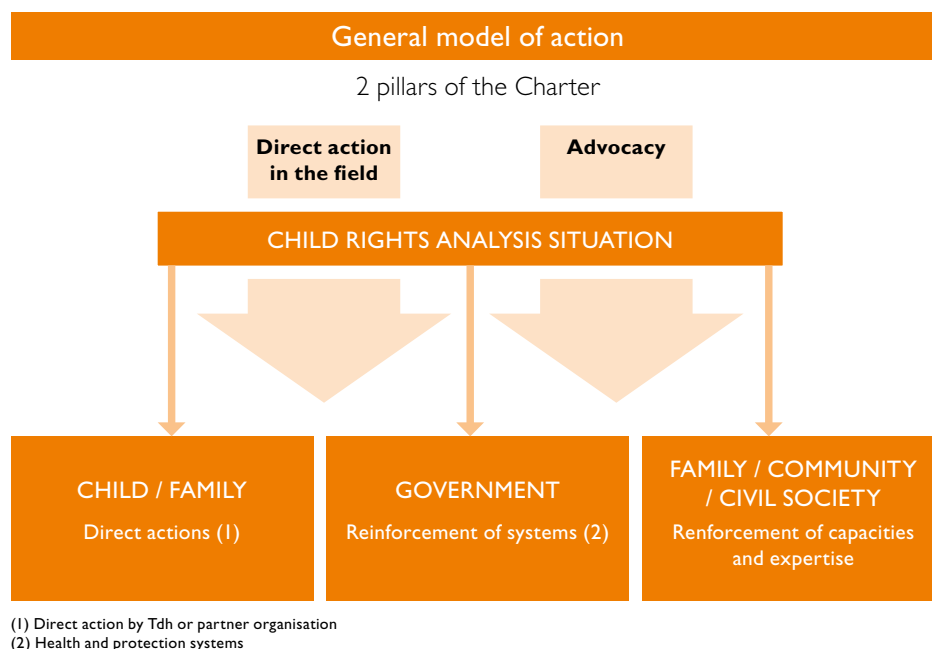 General model of action
2 pillars of the Charter
Direct action
in the field
Advocacy
CHILD RIGHTS ANALYSIS SITUATION
CHILD / FAMILY
Direct actions (1)
GOVERNMENT
Reinforcement of systems (2)
FAMILY / COMMUNITY
/ CIVIL SOCIETY
Renforcement of capacities
and expertise
(1) Direct action by Tdh or partner organisation
(2) Health and protection systems